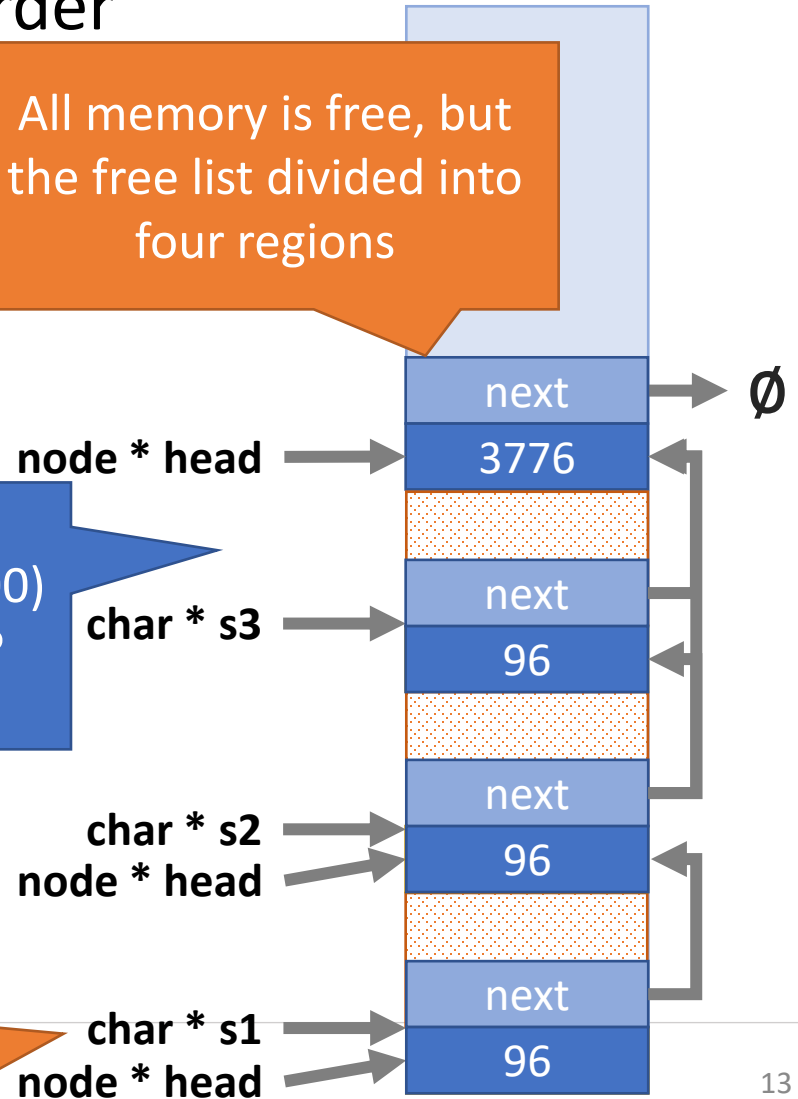 All memory is free, but
the free list divided into
four regions
next
Ø
node * head
3776
next
char * s3
96
next
char * s2
96
node * head
next
char * s1
96
node * head
13